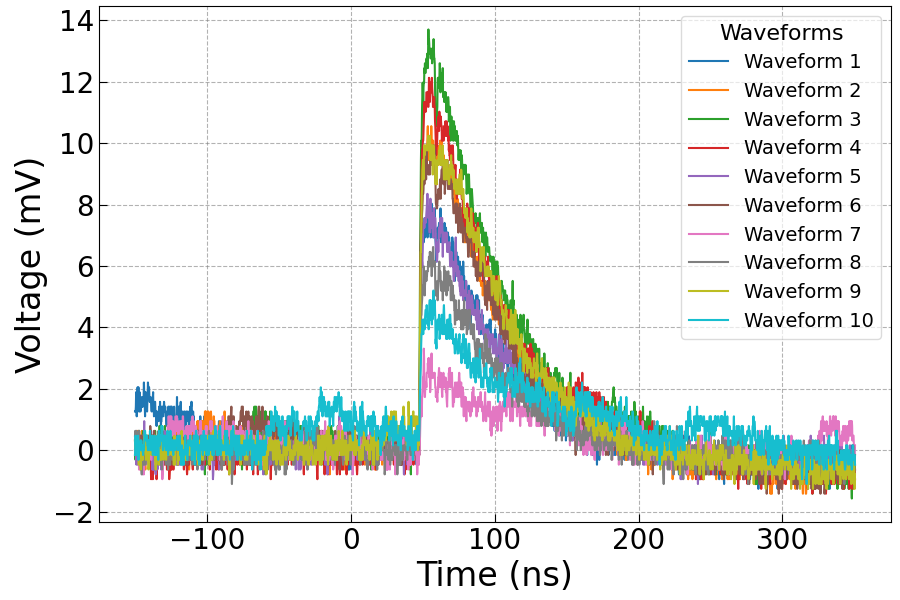 14
12
10
8
6
4
2
0
−2
Voltage (mV)
−100
0
100
200
300
Time (ns)
Waveforms
Waveform 1
Waveform 2
Waveform 3
Waveform 4
Waveform 5
Waveform 6
Waveform 7
Waveform 8
Waveform 9
Waveform 10